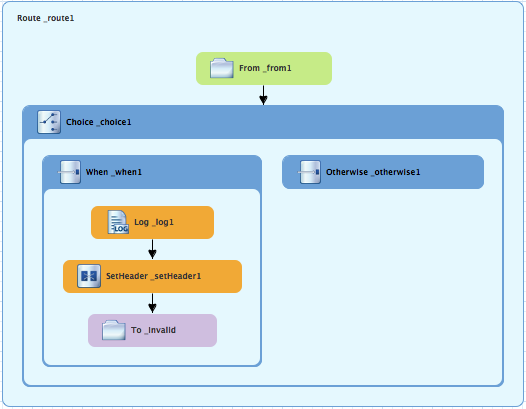 Route _route1
From _from1
Choice _choice1
When _when1
Otherwise _otherwise1
LOG
Log _log1
SetHeader _setHeader1
To _Invalid